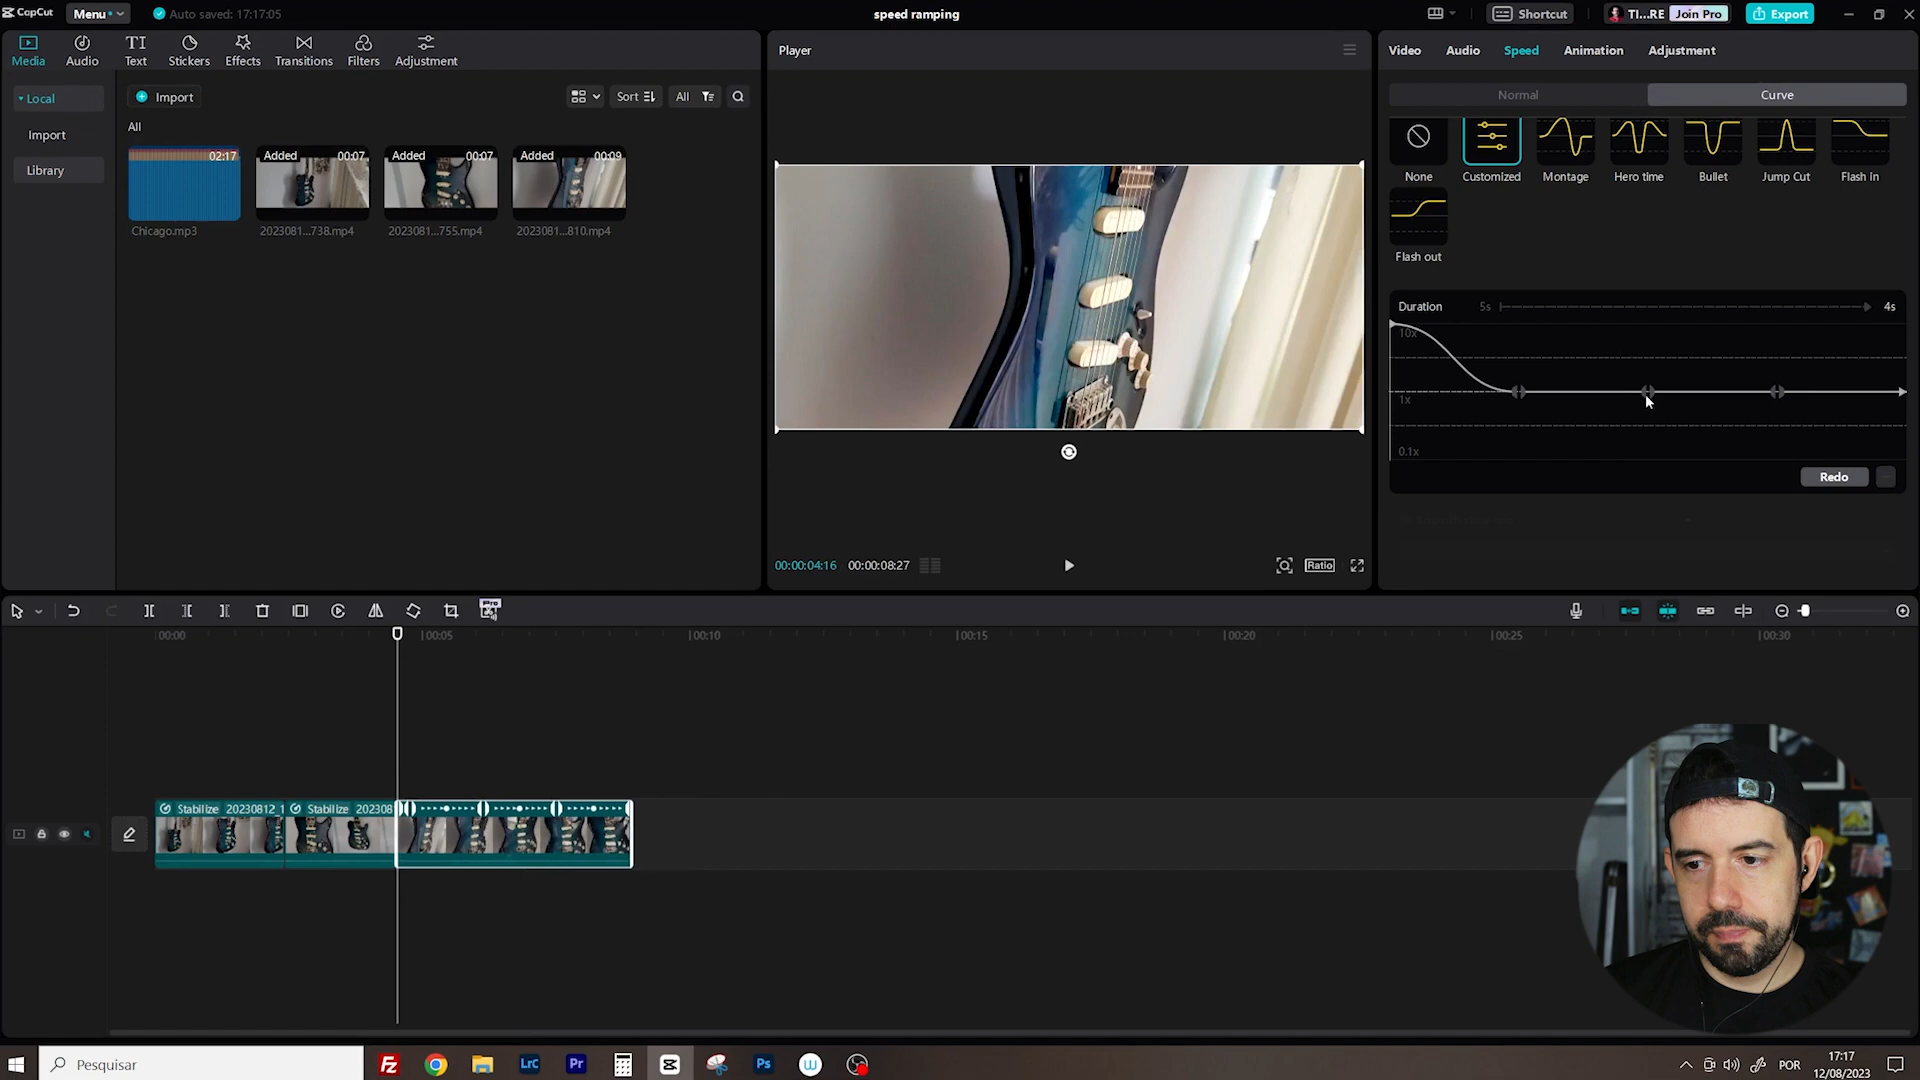 CapCut
Menu
Auto saved: 17:17:05
speed ramping
Shortcut
TI...RE
Join Pro
Export
Media
Audio
Text
Stickers
Effects
Transitions
Filters
Adjustment
Local
Import
Library
Import
Sort
All
All
02:17
Added 00:07
Added 00:07
Added 00:09
Chicago.mp3
2023081...738.mp4
2023081...755.mp4
2023081...810.mp4
Player
00:00:04:16
00:00:08:27
Ratio
Video
Audio
Speed
Animation
Adjustment
Normal
Curve
None
Customized
Montage
Hero time
Bullet
Jump Cut
Flash in
Flash out
Duration
5s
4s
10x
1x
0.1x
Redo
Pro
00:00
00:05
00:10
00:15
00:20
00:25
00:30
Stabilize 20230812_1
Stabilize 202308
Pesquisar
LrC
Pr
Ps
POR
17:17
12/08/2023